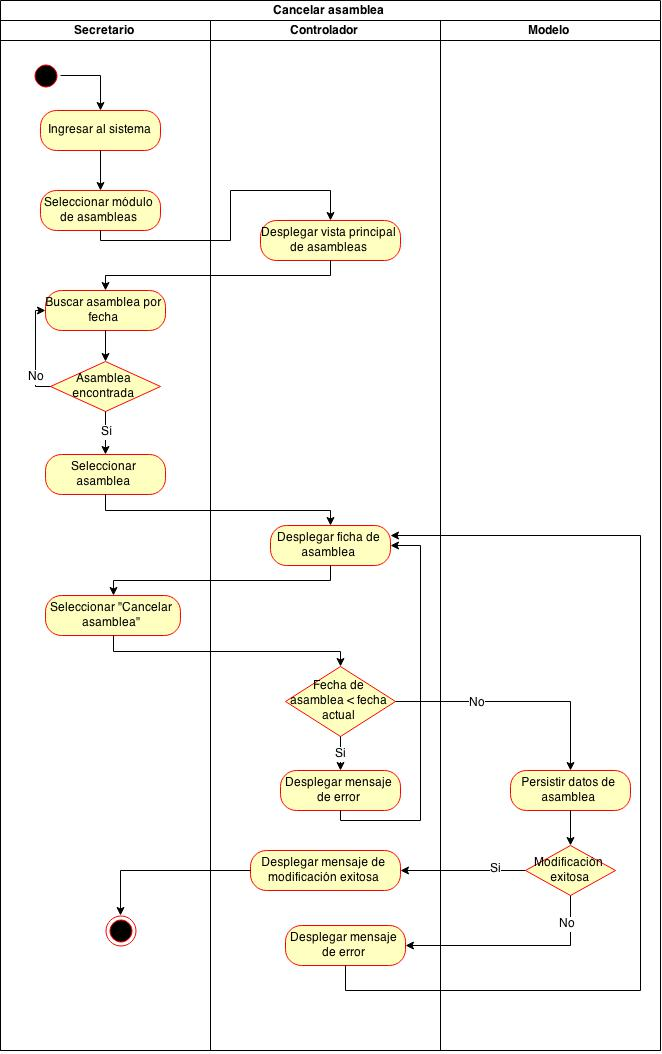 Cancelar asamblea
Secretario
Controlador
Modelo
Ingresar al sistema
Seleccionar módulo
de asambleas
Desplegar vista principal
de asambleas
Buscar asamblea por
fecha
No
Asamblea
encontrada
Si
Seleccionar
asamblea
Desplegar ficha de
asamblea
Seleccionar "Cancelar
asamblea"
Fecha de
asamblea < fecha
actual
No
Si
Desplegar mensaje
de error
Persistir datos de
asamblea
Desplegar mensaje de
modificación exitosa
Si
Modificación
exitosa
No
Desplegar mensaje
de error